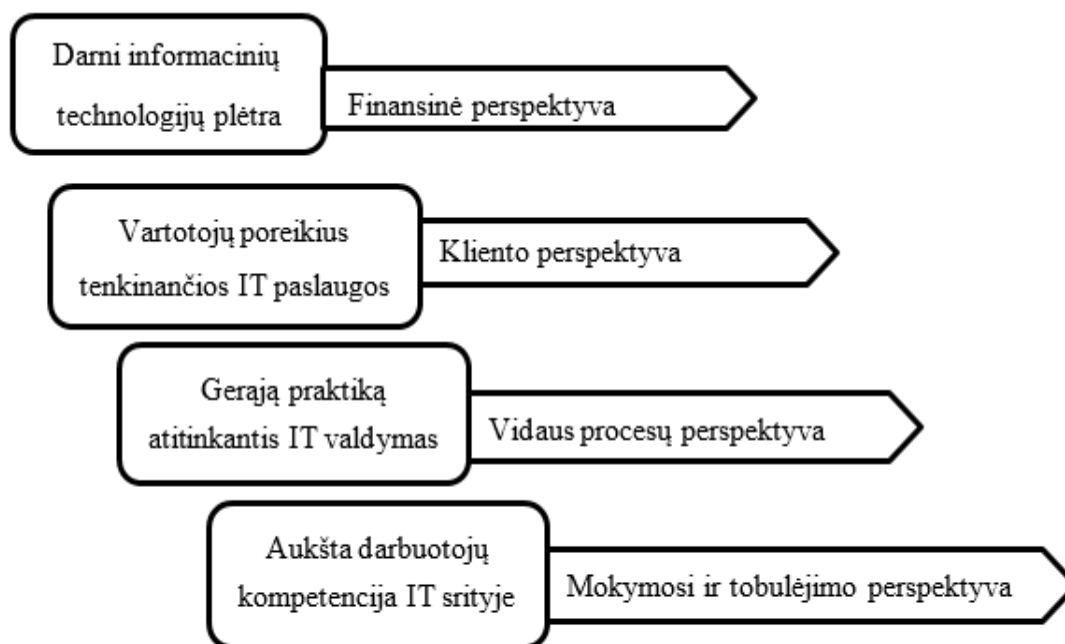 Darni informacinių
technologijų plėtra
Finansinė perspektyva
Vartotojų poreikius
tenkinančios IT paslaugos
Kliento perspektyva
Gerąją praktiką
atitinkantis IT valdymas
Vidaus procesų perspektyva
Aukšta darbuotojų
kompetencija IT srityje
Mokymosi ir tobulėjimo perspektyva